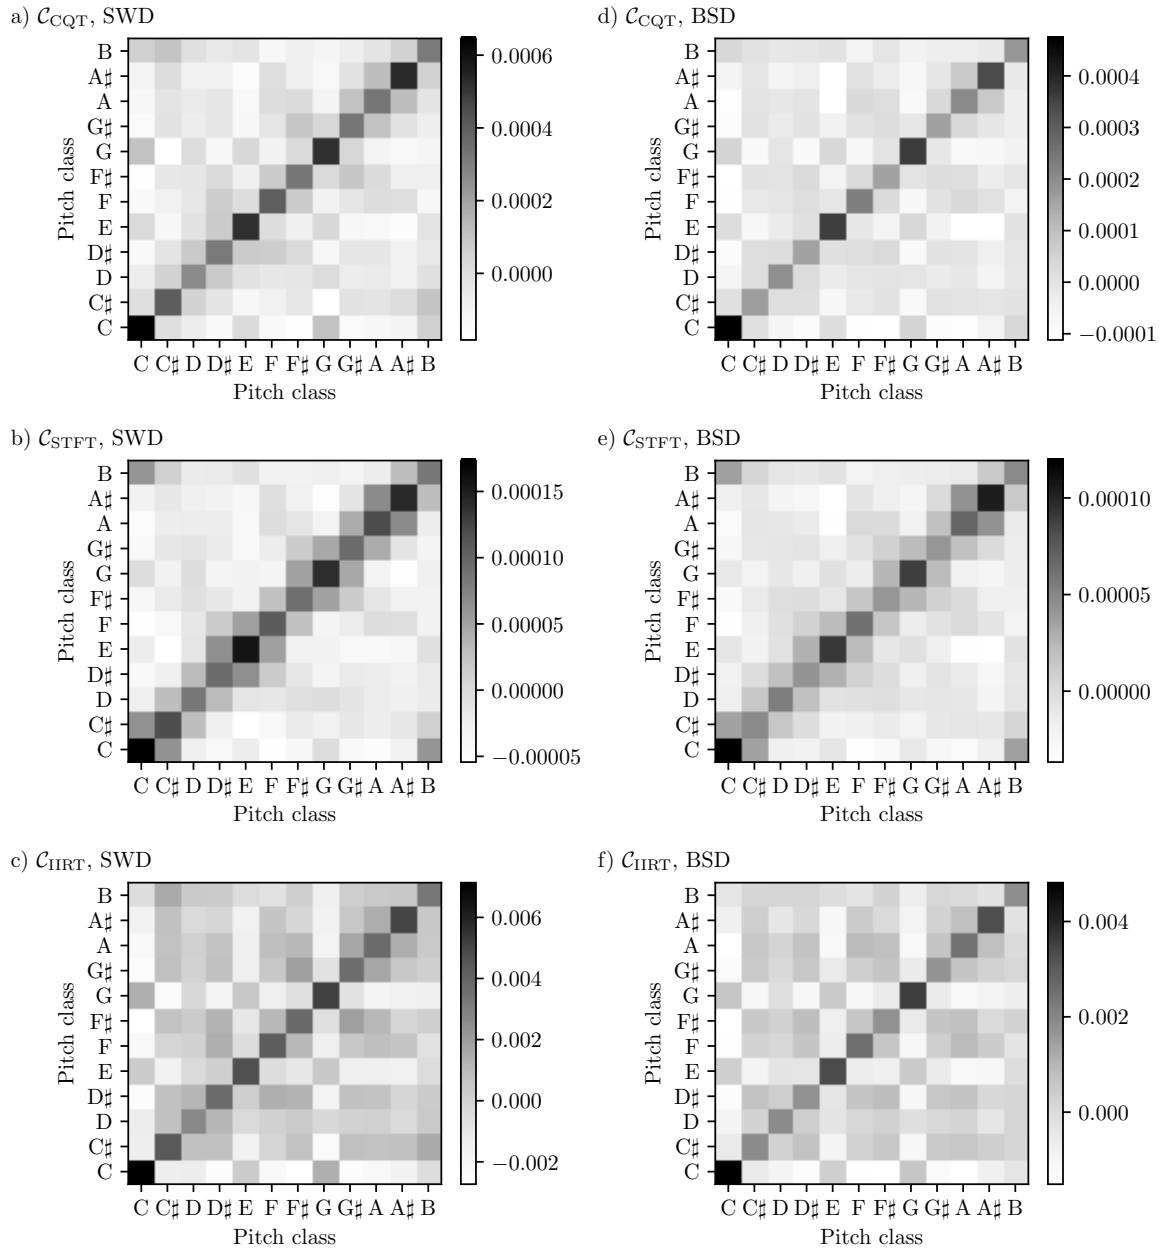 a) 𝒞CQT, SWD
B
A♯
A
G♯
G
F♯
F
E
D♯
D
C♯
C
Pitch class
C C♯ D D♯ E F F♯ G G♯ A A♯ B
Pitch class
0.0006
0.0004
0.0002
0.0000
d) 𝒞CQT, BSD
B
A♯
A
G♯
G
F♯
F
E
D♯
D
C♯
C
Pitch class
C C♯ D D♯ E F F♯ G G♯ A A♯ B
Pitch class
0.0004
0.0003
0.0002
0.0001
0.0000
−0.0001
b) 𝒞STFT, SWD
B
A♯
A
G♯
G
F♯
F
E
D♯
D
C♯
C
Pitch class
C C♯ D D♯ E F F♯ G G♯ A A♯ B
Pitch class
0.00015
0.00010
0.00005
0.00000
−0.00005
e) 𝒞STFT, BSD
B
A♯
A
G♯
G
F♯
F
E
D♯
D
C♯
C
Pitch class
C C♯ D D♯ E F F♯ G G♯ A A♯ B
Pitch class
0.00010
0.00005
0.00000
c) 𝒞IIRT, SWD
B
A♯
A
G♯
G
F♯
F
E
D♯
D
C♯
C
Pitch class
C C♯ D D♯ E F F♯ G G♯ A A♯ B
Pitch class
0.006
0.004
0.002
0.000
−0.002
f) 𝒞IIRT, BSD
B
A♯
A
G♯
G
F♯
F
E
D♯
D
C♯
C
Pitch class
C C♯ D D♯ E F F♯ G G♯ A A♯ B
Pitch class
0.004
0.002
0.000